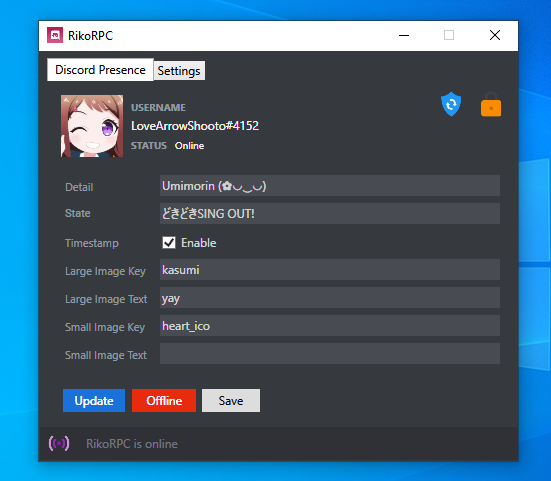 RikoRPC
Discord Presence Settings
USERNAME
LoveArrowShooto#4152
STATUS Online
Detail Umimorin (✿◡‿◡)
State どきどきSING OUT!
Timestamp Enable
Large Image Key kasumi
Large Image Text yay
Small Image Key heart_ico
Small Image Text
Update Offline Save
RikoRPC is online